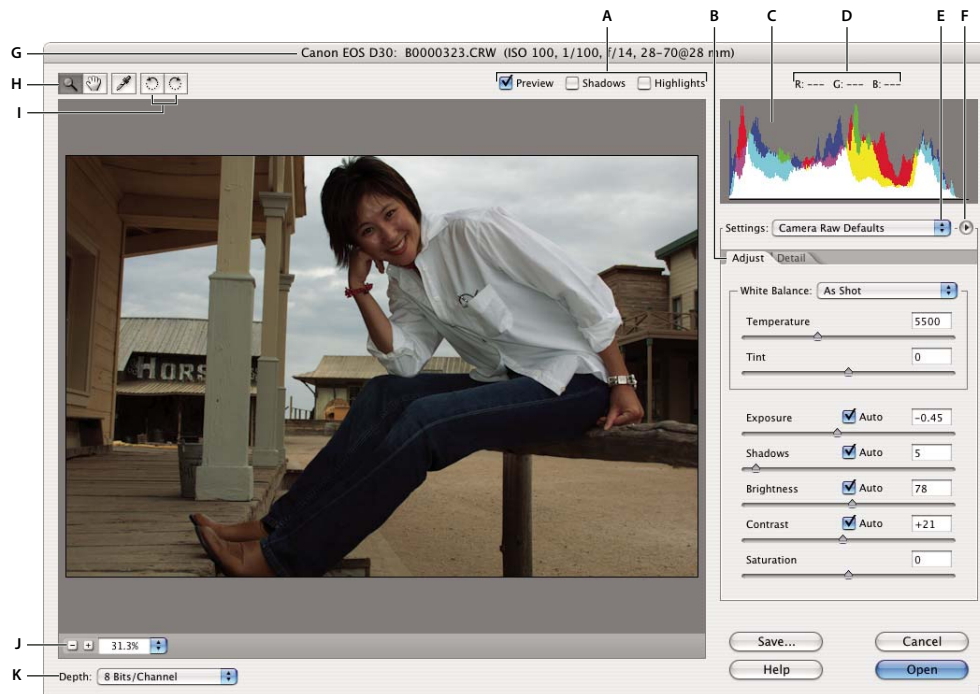 A B C D E F
G Canon EOS D30: B0000323.CRW (ISO 100, 1/100, f/14, 28-70@28 mm)
H Preview Shadows Highlights R: --- G: --- B: ---
I
Settings: Camera Raw Defaults
Adjust Detail
White Balance: As Shot
Temperature 5500
Tint 0
HORS
Exposure Auto -0.45
Shadows Auto 5
Brightness Auto 78
Contrast Auto +21
Saturation 0
J 31.3%
Save... Cancel
K Depth: 8 Bits/Channel
Help Open